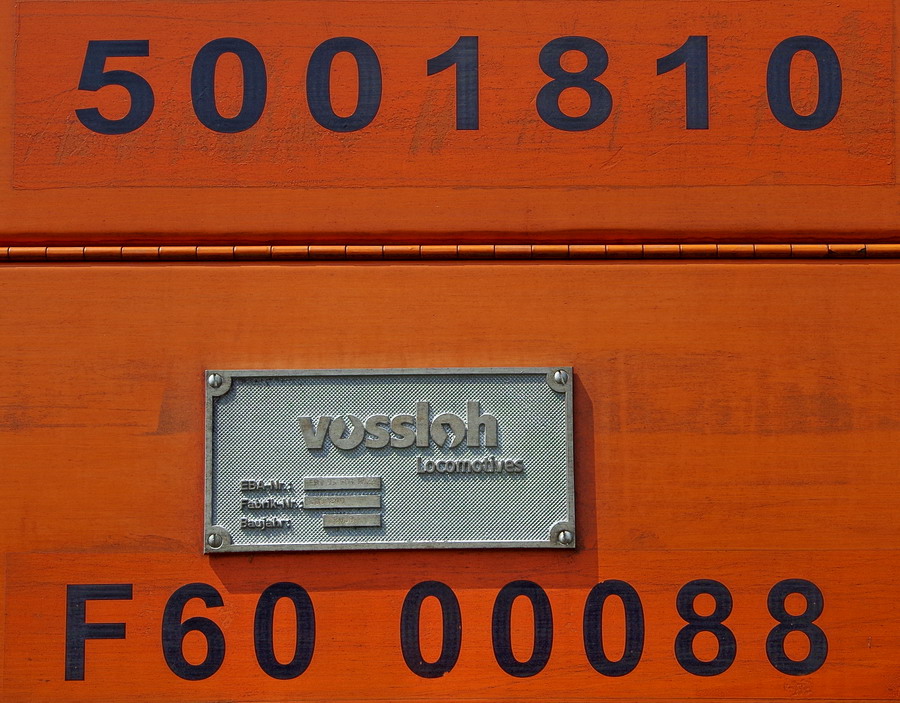 5001810
vossloh
Locomotives
EBA-Nr.:
Fabrik-Nr.:
Baujahr:
F60 00088